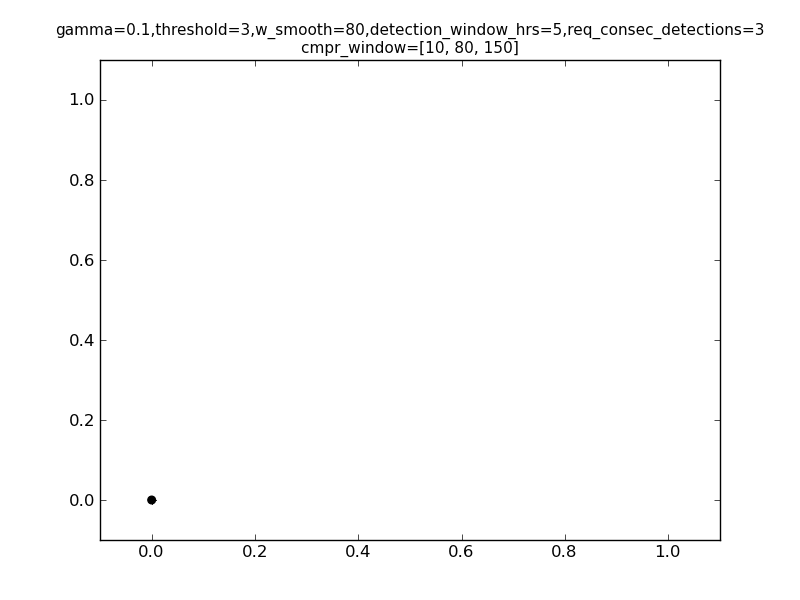 gamma=0.1,threshold=3,w_smooth=80,detection_window_hrs=5,req_consec_detections=3
cmpr_window=[10, 80, 150]
1.0
0.8
0.6
0.4
0.2
0.0
0.0 0.2 0.4 0.6 0.8 1.0